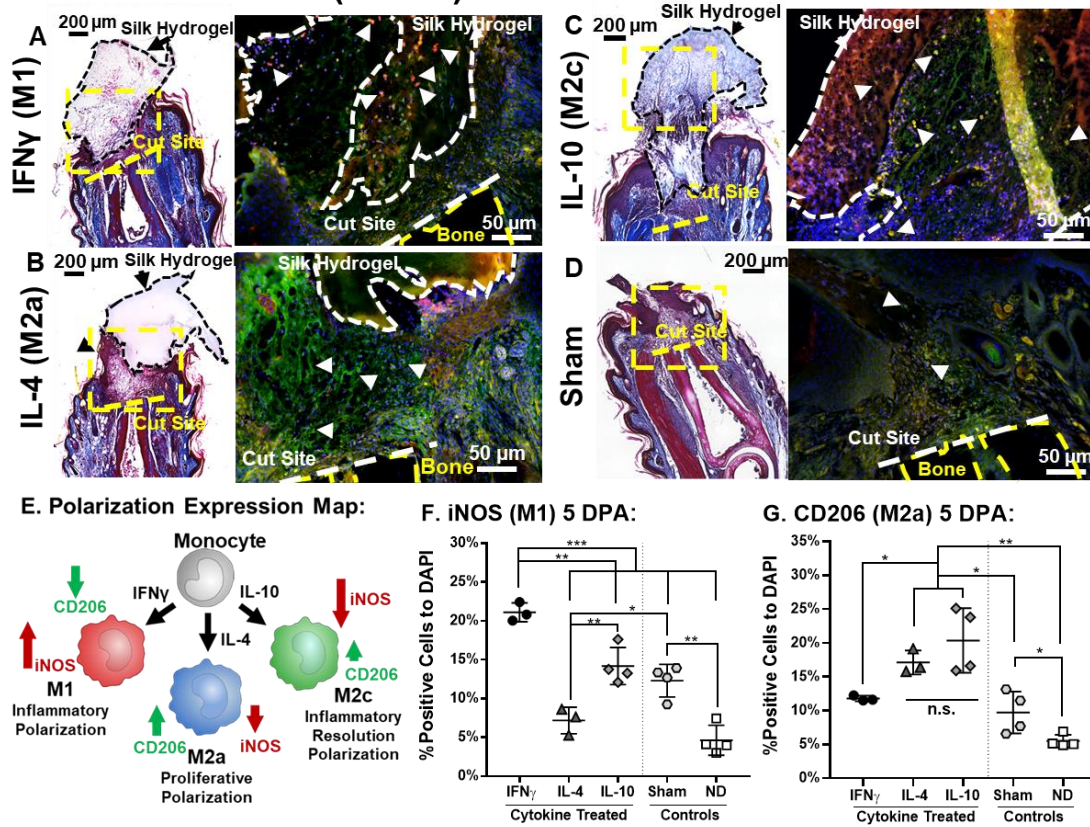 A
200 µm
Silk Hydrogel
Cut Site
IFNγ (M1)
Silk Hydrogel
Cut Site
Bone
50 µm
B
200 µm
Silk Hydrogel
Cut Site
IL-4 (M2a)
Silk Hydrogel
Cut Site
Bone
50 µm
C
200 µm
Silk Hydrogel
Cut Site
IL-10 (M2c)
Silk Hydrogel
50 µm
D
200 µm
Cut Site
Sham
Cut Site
Bone
50 µm
E. Polarization Expression Map:
Monocyte
IFNγ
IL-10
IL-4
CD206
iNOS
M1
Inflammatory
Polarization
CD206
iNOS
M2a
Proliferative
Polarization
iNOS
CD206
M2c
Inflammatory
Resolution
Polarization
F. iNOS (M1) 5 DPA:
%Positive Cells to DAPI
30%
25%
20%
15%
10%
5%
0%
***
**
*
**
**
IFNγ IL-4 IL-10 Sham ND
Cytokine Treated Controls
G. CD206 (M2a) 5 DPA:
%Positive Cells to DAPI
35%
30%
25%
20%
15%
10%
5%
0%
**
*
*
*
n.s.
IFNγ IL-4 IL-10 Sham ND
Cytokine Treated Controls